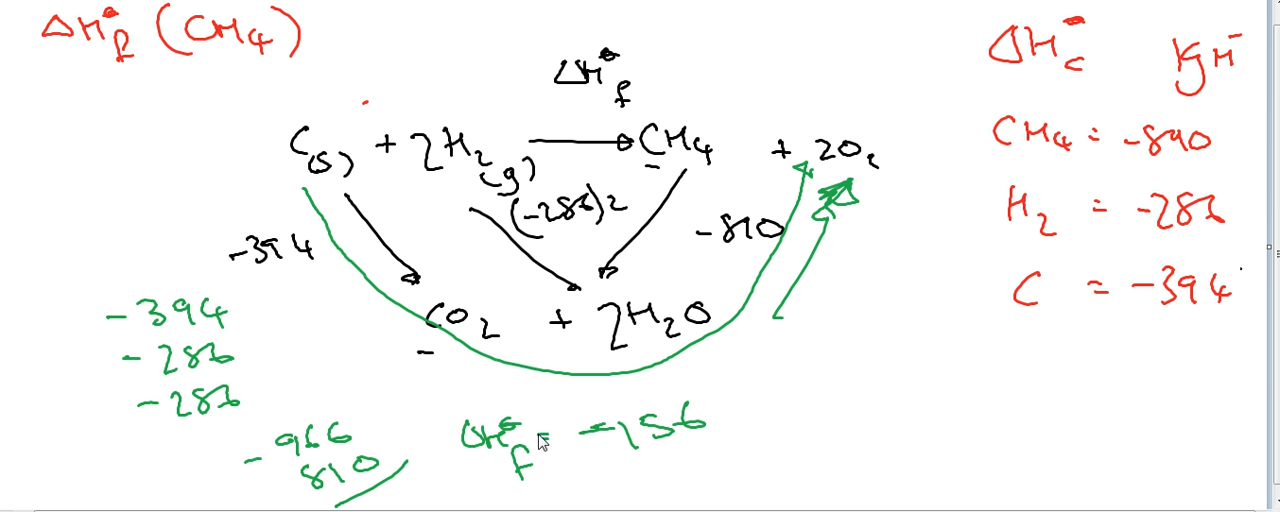 ΔH°f (CH4)
ΔH°c kJM⁻
ΔH°f
C(s) + 2H2(g) → CH4 + 2O2
CH4 = -890
(-286)2
-810
H2 = -286
-394
C = -394
CO2 + 2H2O
-394
-286
-286
-966
810
ΔH°f = -156